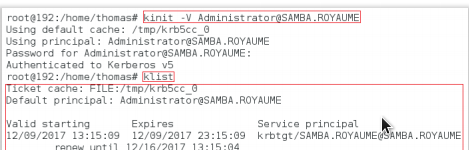 root@192:/home/thomas# kinit -V Administrator@SAMBA.ROYAUME
Using default cache: /tmp/krb5cc_0
Using principal: Administrator@SAMBA.ROYAUME
Password for Administrator@SAMBA.ROYAUME:
Authenticated to Kerberos v5
root@192:/home/thomas# klist
Ticket cache: FILE:/tmp/krb5cc_0
Default principal: Administrator@SAMBA.ROYAUME
Valid starting Expires Service principal
12/09/2017 13:15:09 12/09/2017 23:15:09 krbtgt/SAMBA.ROYAUME@SAMBA.ROYAUME
renew until 12/16/2017 13:15:04